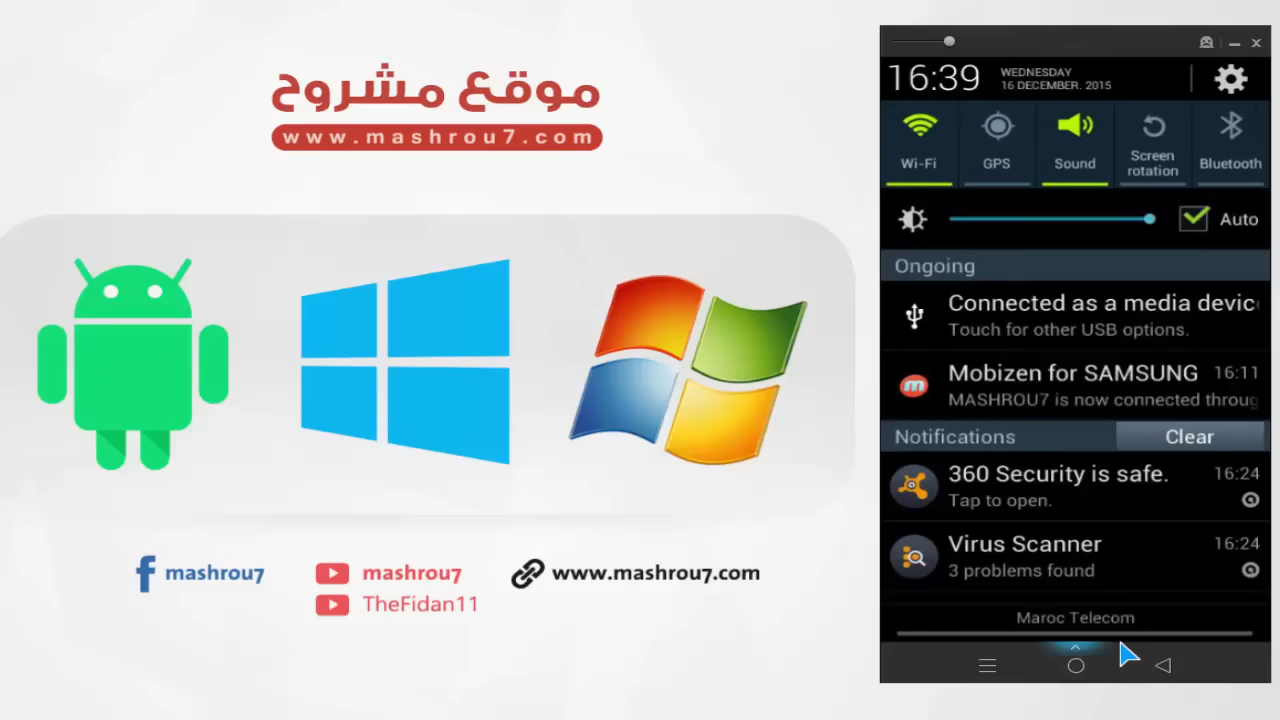 موقع مشروح
www.mashrou7.com
mashrou7
mashrou7
www.mashrou7.com
TheFidan11
16:39
WEDNESDAY
16 DECEMBER. 2015
Wi-Fi
GPS
Sound
Screen
rotation
Bluetooth
Auto
Ongoing
Connected as a media devic
Touch for other USB options.
Mobizen for SAMSUNG 16:11
MASHROU7 is now connected throug
Notifications Clear
360 Security is safe. 16:24
Tap to open.
Virus Scanner 16:24
3 problems found
Maroc Telecom